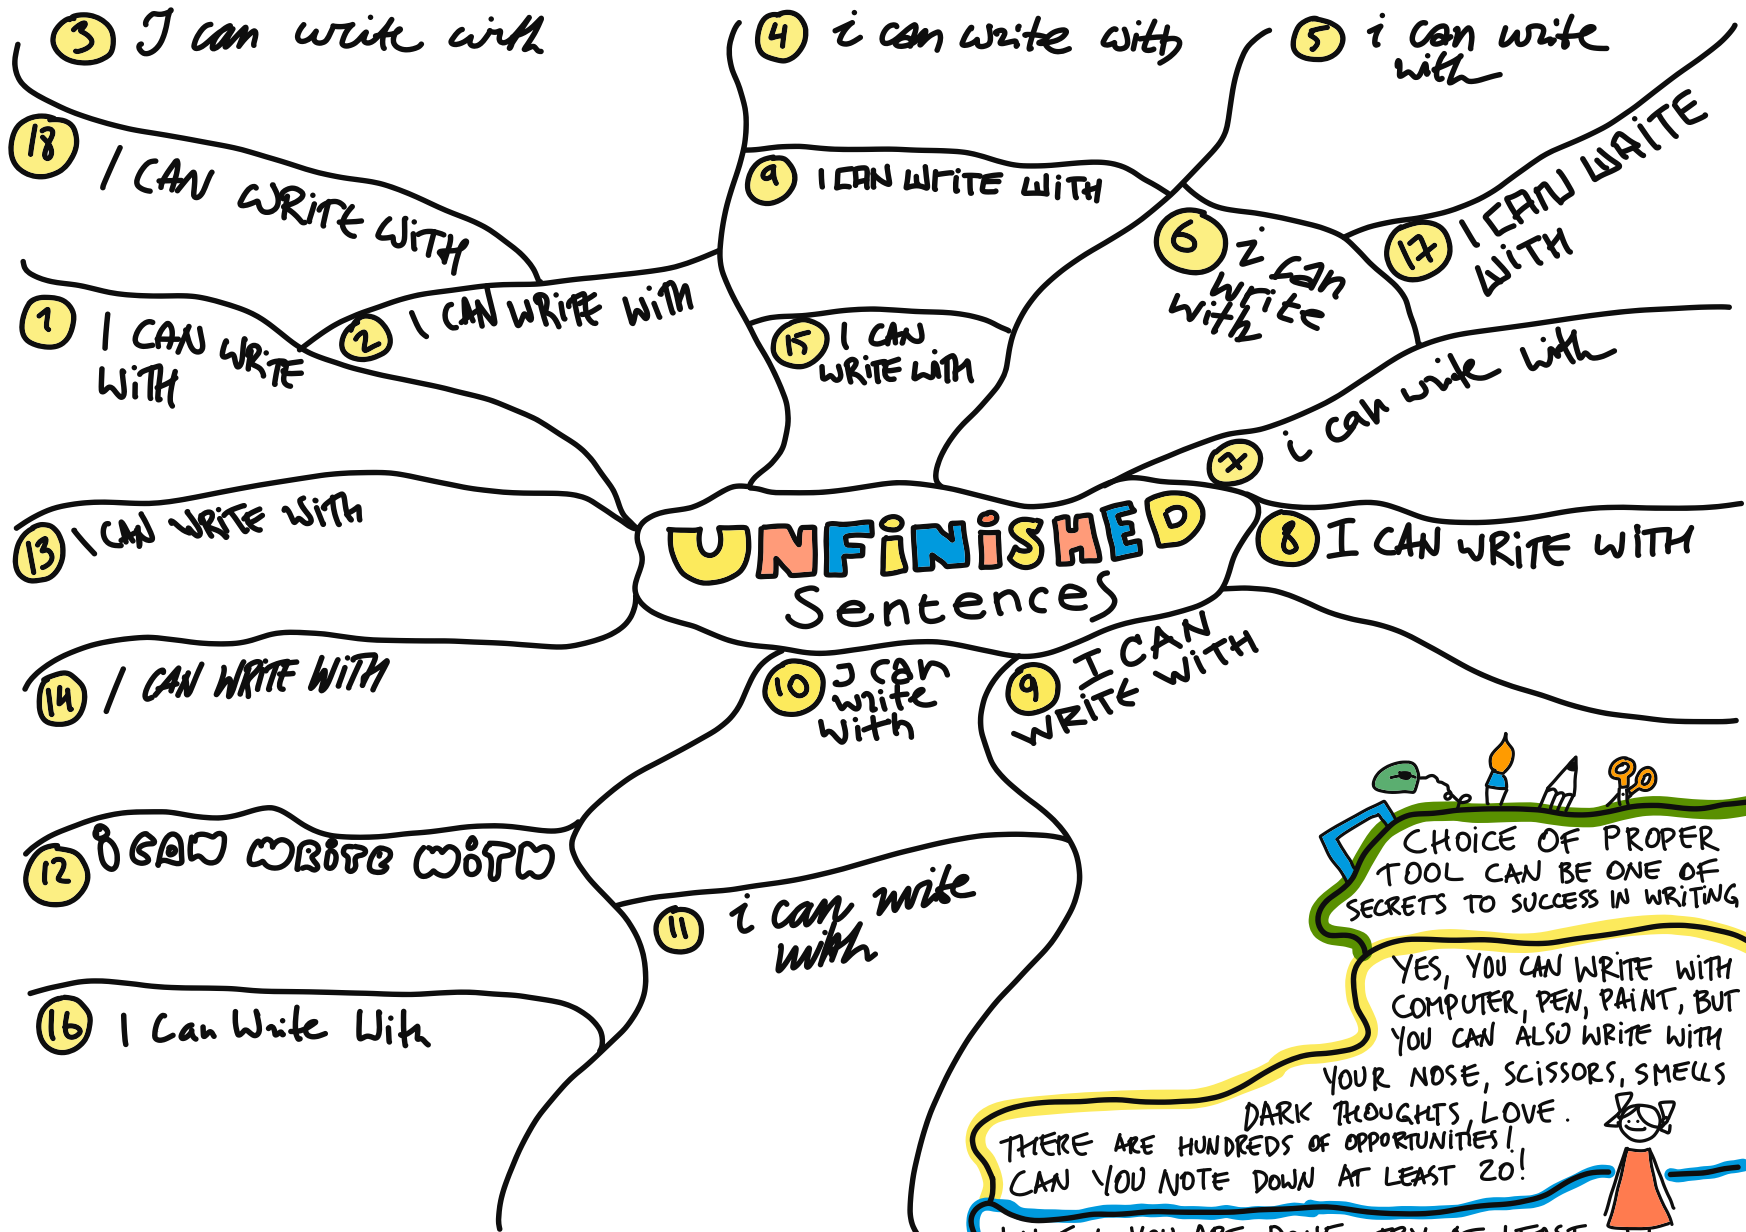 3 I can write with
4 i can write with
5 i can write
with
18 I CAN WRITE WITH
9 I CAN WRITE WITH
6 i can
write
with
17 I CAN WRITE
WITH
1 I CAN WRITE
WITH
2 I CAN WRITE WITH
15 I CAN
WRITE WITH
7 i can write with
13 I CAN WRITE WITH
UNFINISHED
Sentences
8 I CAN WRITE WITH
14 I CAN WRITE WITH
10 I can
write
with
9 I CAN
WRITE WITH
12 I CAN WRITE WITH
11 i can write
with
16 I Can Write With
CHOICE OF PROPER
TOOL CAN BE ONE OF
SECRETS TO SUCCESS IN WRITING
YES, YOU CAN WRITE WITH
COMPUTER, PEN, PAINT, BUT
YOU CAN ALSO WRITE WITH
YOUR NOSE, SCISSORS, SMELLS
DARK THOUGHTS, LOVE.
THERE ARE HUNDREDS OF OPPORTUNITIES!
CAN YOU NOTE DOWN AT LEAST 20!
YOU ARE DONE, TRY AT LEAST